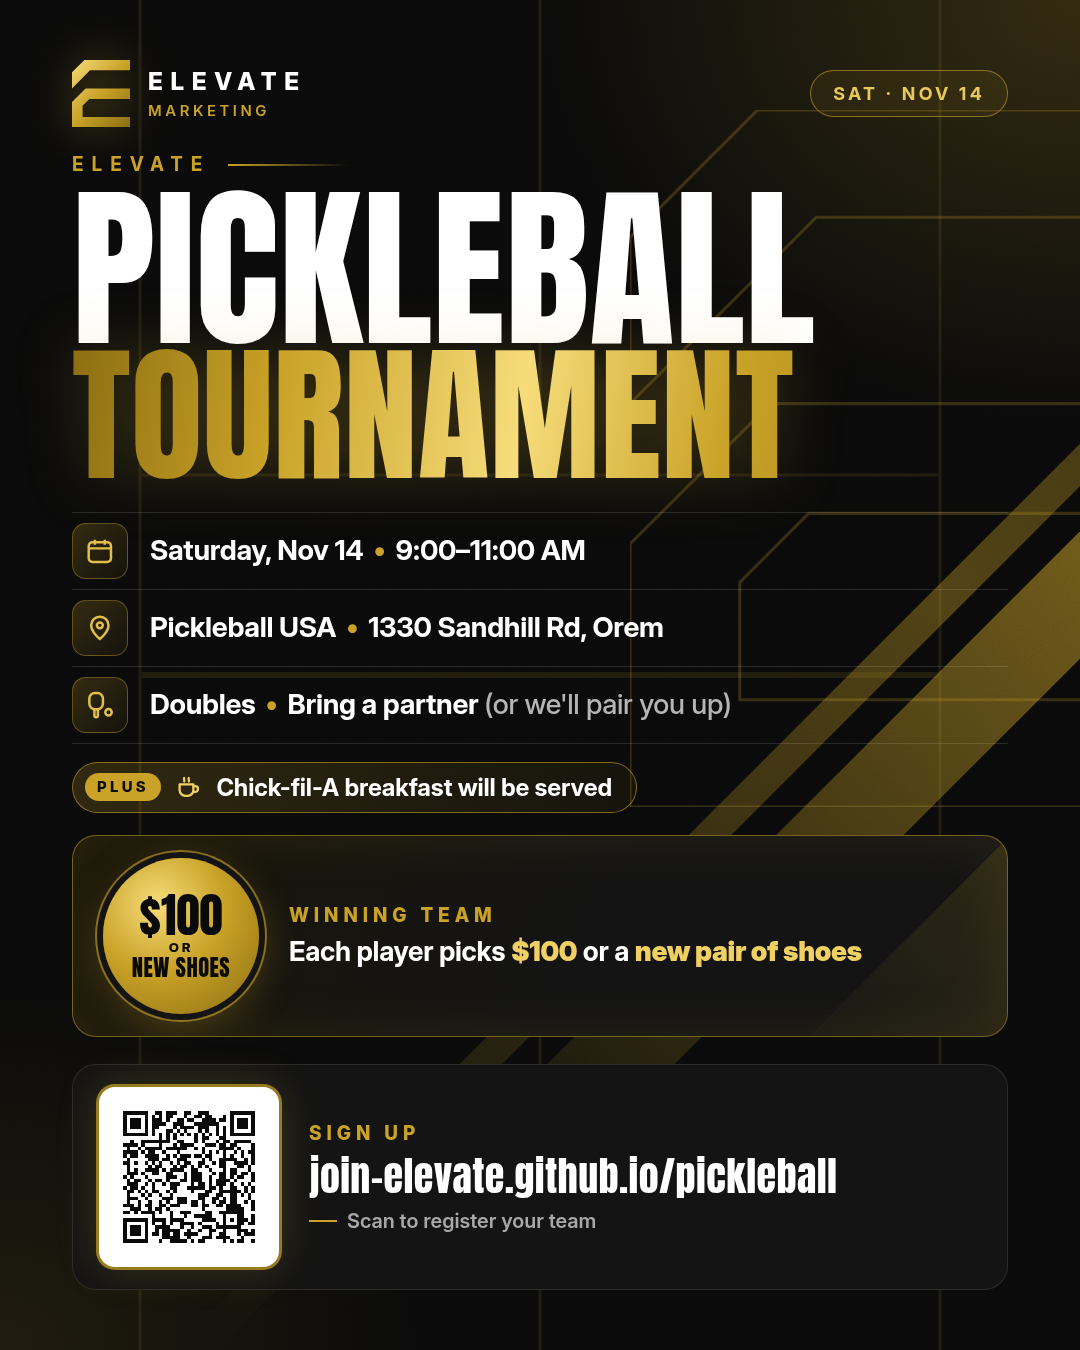 ELEVATE
MARKETING
SAT · NOV 14
ELEVATE
PICKLEBALL
TOURNAMENT
Saturday, Nov 14 • 9:00–11:00 AM
Pickleball USA • 1330 Sandhill Rd, Orem
Doubles • Bring a partner (or we'll pair you up)
PLUS Chick-fil-A breakfast will be served
$100
OR
NEW SHOES
WINNING TEAM
Each player picks $100 or a new pair of shoes
SIGN UP
join-elevate.github.io/pickleball
Scan to register your team